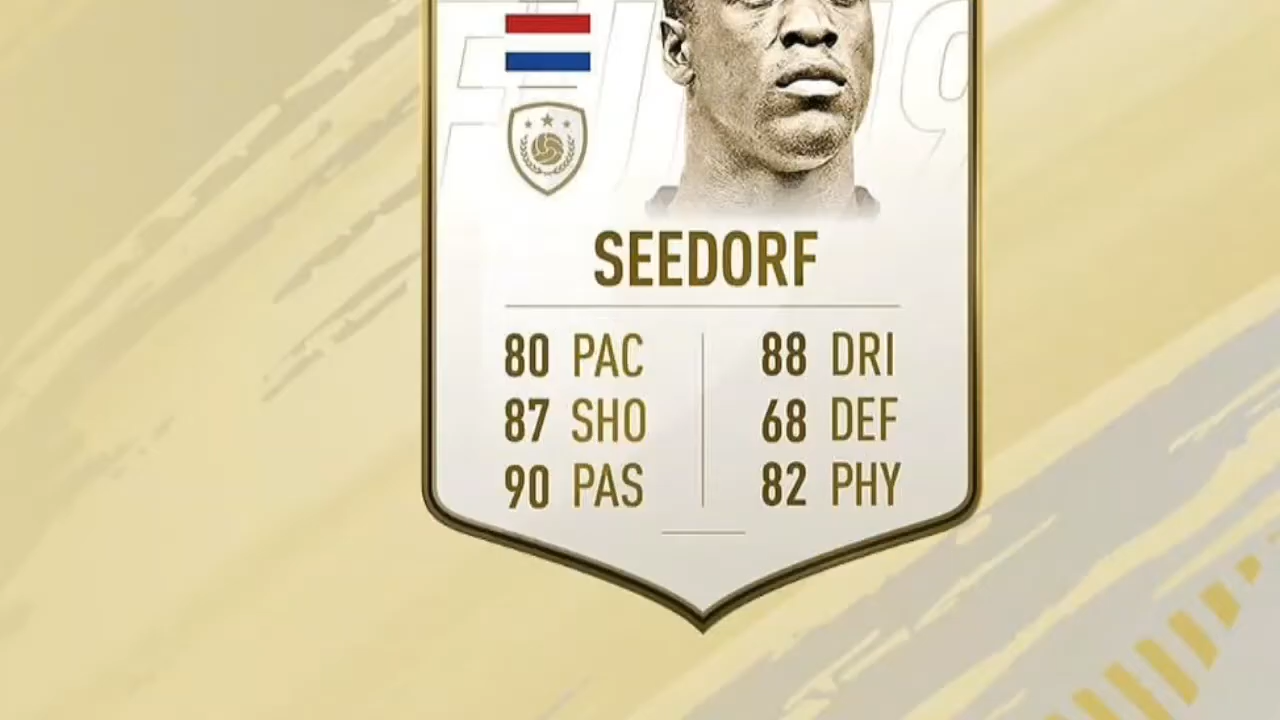 SEEDORF
80 PAC 88 DRI
87 SHO 68 DEF
90 PAS 82 PHY